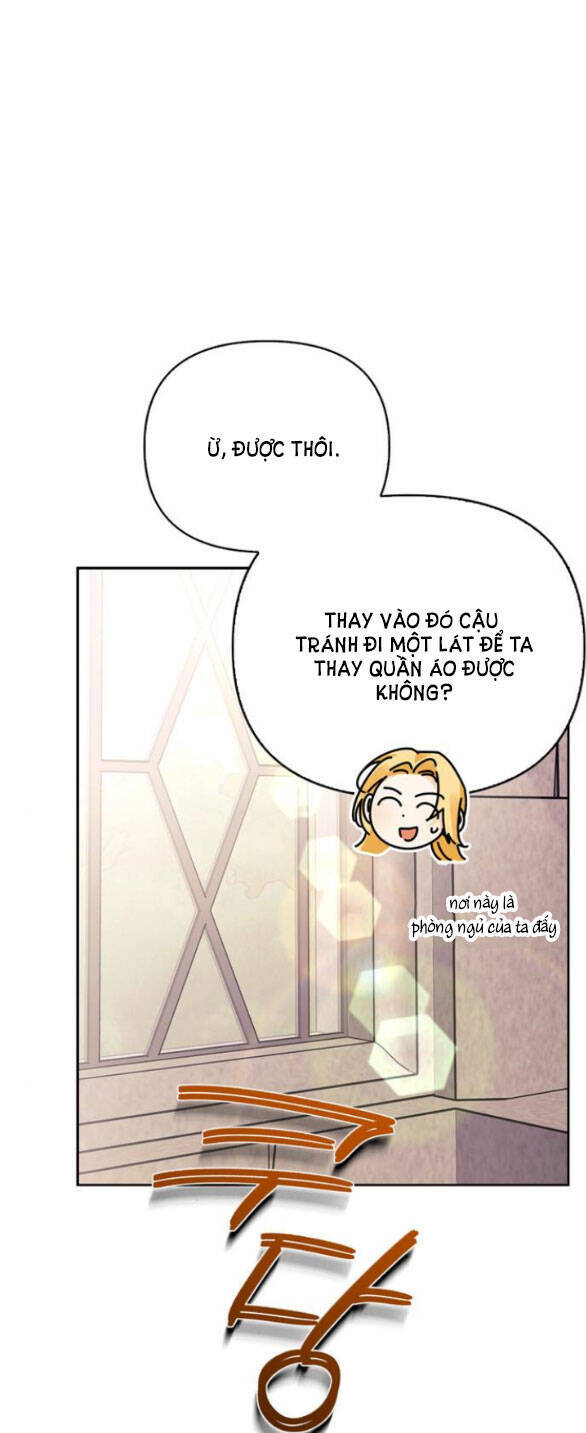 Ừ, ĐƯỢC THÔI.
THAY VÀO ĐÓ CẬU
TRÁNH ĐI MỘT LÁT ĐỂ TA
THAY QUẦN ÁO ĐƯỢC
KHÔNG?
nơi này là
phòng ngủ của ta đấy
쾅